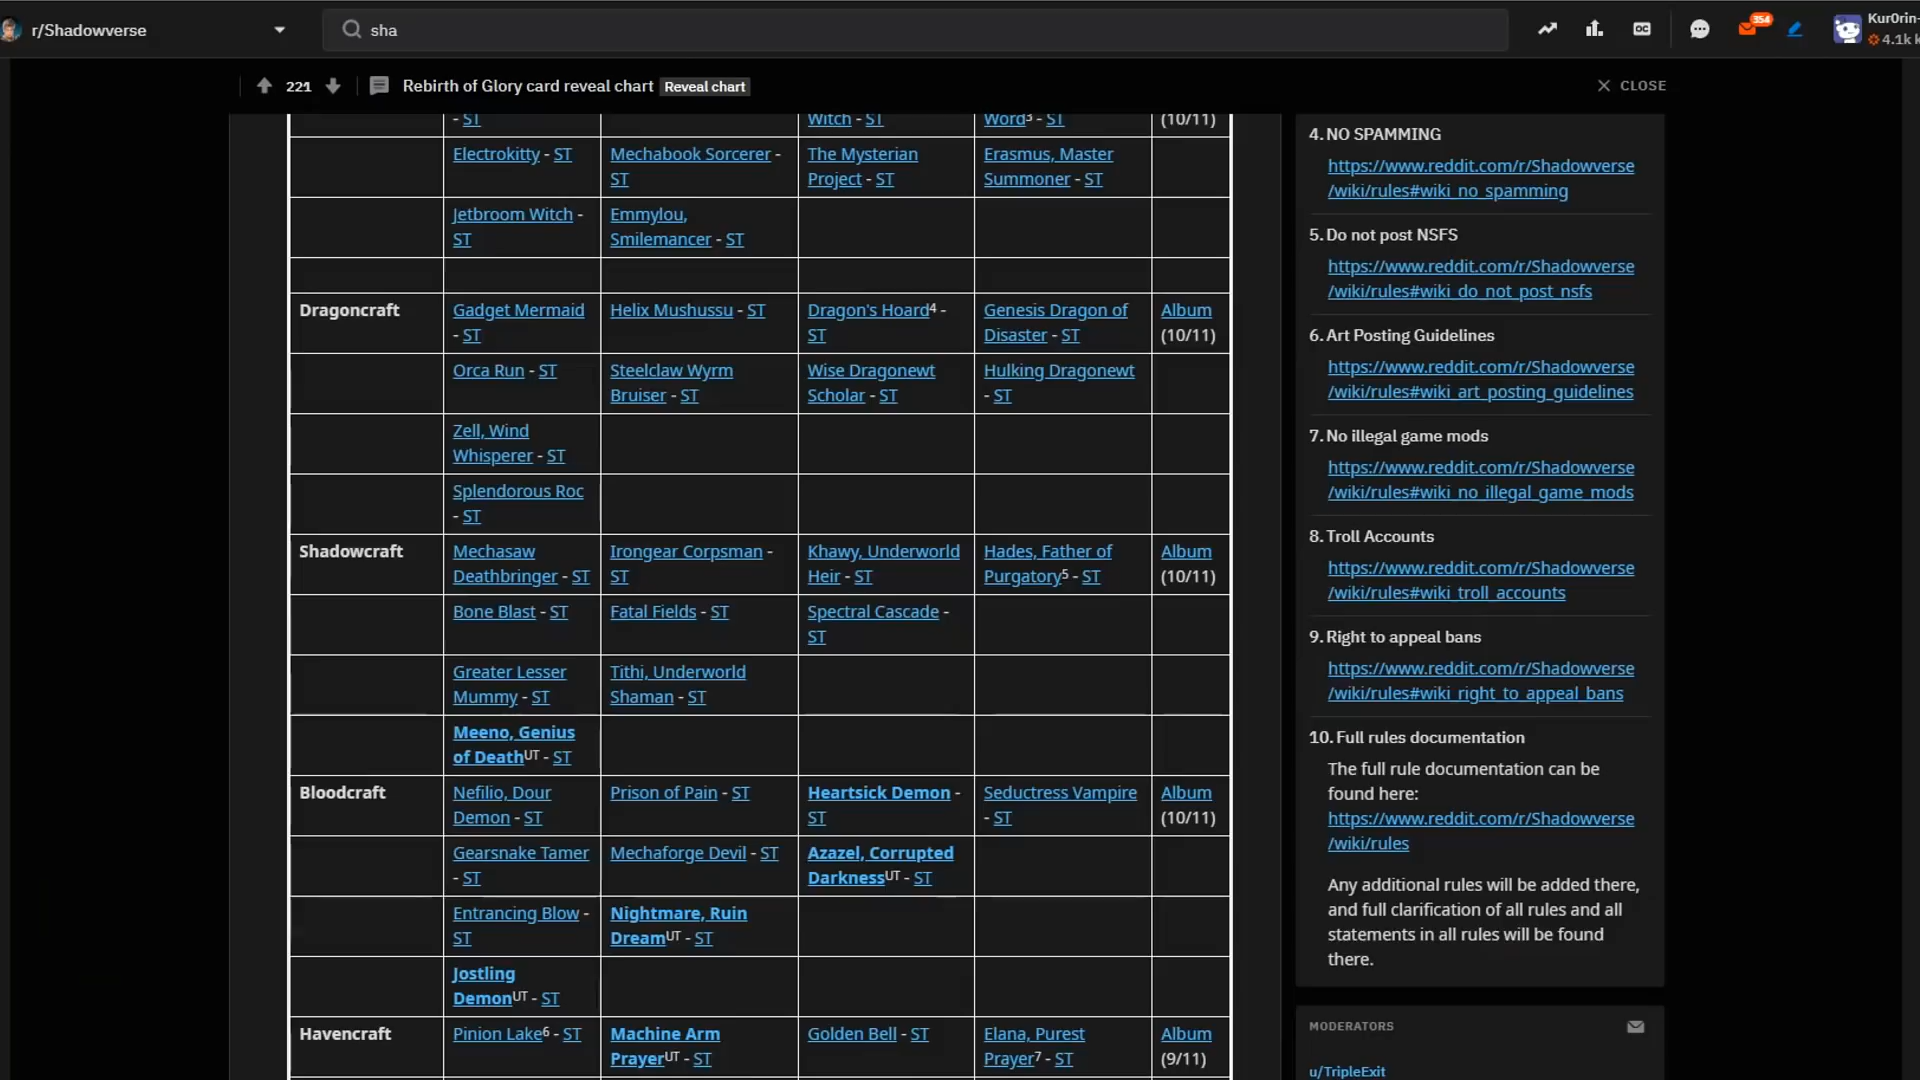 r/Shadowverse
sha
354
Kur0rin-
4.1k k
221
Rebirth of Glory card reveal chart Reveal chart
CLOSE
- ST
Witch - ST
Word³ - ST
(10/11)
Electrokitty - ST
Mechabook Sorcerer -
ST
The Mysterian
Project - ST
Erasmus, Master
Summoner - ST
Jetbroom Witch -
ST
Emmylou,
Smilemancer - ST
Dragoncraft
Gadget Mermaid
- ST
Helix Mushussu - ST
Dragon's Hoard⁴ -
ST
Genesis Dragon of
Disaster - ST
Album
(10/11)
Orca Run - ST
Steelclaw Wyrm
Bruiser - ST
Wise Dragonewt
Scholar - ST
Hulking Dragonewt
- ST
Zell, Wind
Whisperer - ST
Splendorous Roc
- ST
Shadowcraft
Mechasaw
Deathbringer - ST
Irongear Corpsman -
ST
Khawy, Underworld
Heir - ST
Hades, Father of
Purgatory⁵ - ST
Album
(10/11)
Bone Blast - ST
Fatal Fields - ST
Spectral Cascade -
ST
Greater Lesser
Mummy - ST
Tithi, Underworld
Shaman - ST
Meeno, Genius
of DeathUT - ST
Bloodcraft
Nefilio, Dour
Demon - ST
Prison of Pain - ST
Heartsick Demon -
ST
Seductress Vampire
- ST
Album
(10/11)
Gearsnake Tamer
- ST
Mechaforge Devil - ST
Azazel, Corrupted
DarknessUT - ST
Entrancing Blow -
ST
Nightmare, Ruin
DreamUT - ST
Jostling
DemonUT - ST
Havencraft
Pinion Lake⁶ - ST
Machine Arm
PrayerUT - ST
Golden Bell - ST
Elana, Purest
Prayer⁷ - ST
Album
(9/11)
4. NO SPAMMING
https://www.reddit.com/r/Shadowverse
/wiki/rules#wiki_no_spamming
5. Do not post NSFS
https://www.reddit.com/r/Shadowverse
/wiki/rules#wiki_do_not_post_nsfs
6. Art Posting Guidelines
https://www.reddit.com/r/Shadowverse
/wiki/rules#wiki_art_posting_guidelines
7. No illegal game mods
https://www.reddit.com/r/Shadowverse
/wiki/rules#wiki_no_illegal_game_mods
8. Troll Accounts
https://www.reddit.com/r/Shadowverse
/wiki/rules#wiki_troll_accounts
9. Right to appeal bans
https://www.reddit.com/r/Shadowverse
/wiki/rules#wiki_right_to_appeal_bans
10. Full rules documentation
The full rule documentation can be
found here:
https://www.reddit.com/r/Shadowverse
/wiki/rules
Any additional rules will be added there,
and full clarification of all rules and all
statements in all rules will be found
there.
MODERATORS
u/TripleExit